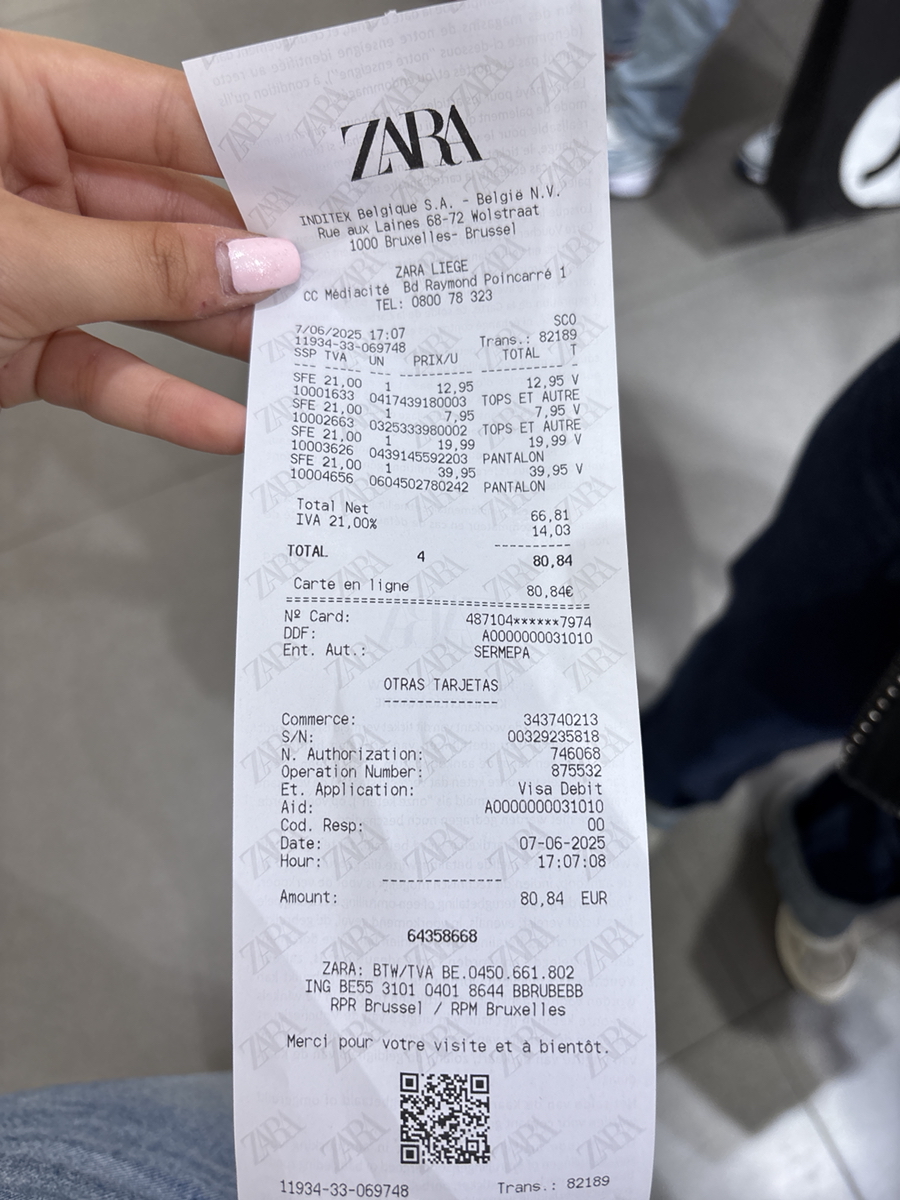 ZARA
INDITEX Belgique S.A. - België N.V.
Rue aux Laines 68-72 Wolstraat
1000 Bruxelles- Brussel
ZARA LIEGE
CC Médiacité Bd Raymond Poincarré 1
TEL: 0800 78 323
SCO
7/06/2025 17:07
11934-33-069748 Trans.: 82189
SSP TVA UN PRIX/U TOTAL T
SFE 21,00 1 12,95 12,95 V
10001633 0417439180003 TOPS ET AUTRE
SFE 21,00 1 7,95 7,95 V
10002663 0325333980002 TOPS ET AUTRE
SFE 21,00 1 19,99 19,99 V
10003626 0439145592203 PANTALON
SFE 21,00 1 39,95 39,95 V
10004656 0604502780242 PANTALON
Total Net 66,81
IVA 21,00% 14,03
TOTAL 4 80,84
Carte en ligne 80,84€
Nº Card: 487104******7974
DDF: A0000000031010
Ent. Aut.: SERMEPA
OTRAS TARJETAS
Commerce: 343740213
S/N: 00329235818
N. Authorization: 746068
Operation Number: 875532
Et. Application: Visa Debit
Aid: A0000000031010
Cod. Resp: 00
Date: 07-06-2025
Hour: 17:07:08
Amount: 80,84 EUR
64358668
ZARA: BTW/TVA BE.0450.661.802
ING BE55 3101 0401 8644 BBRUBEBB
RPR Brussel / RPM Bruxelles
Merci pour votre visite et à bientôt.
11934-33-069748 Trans.: 82189